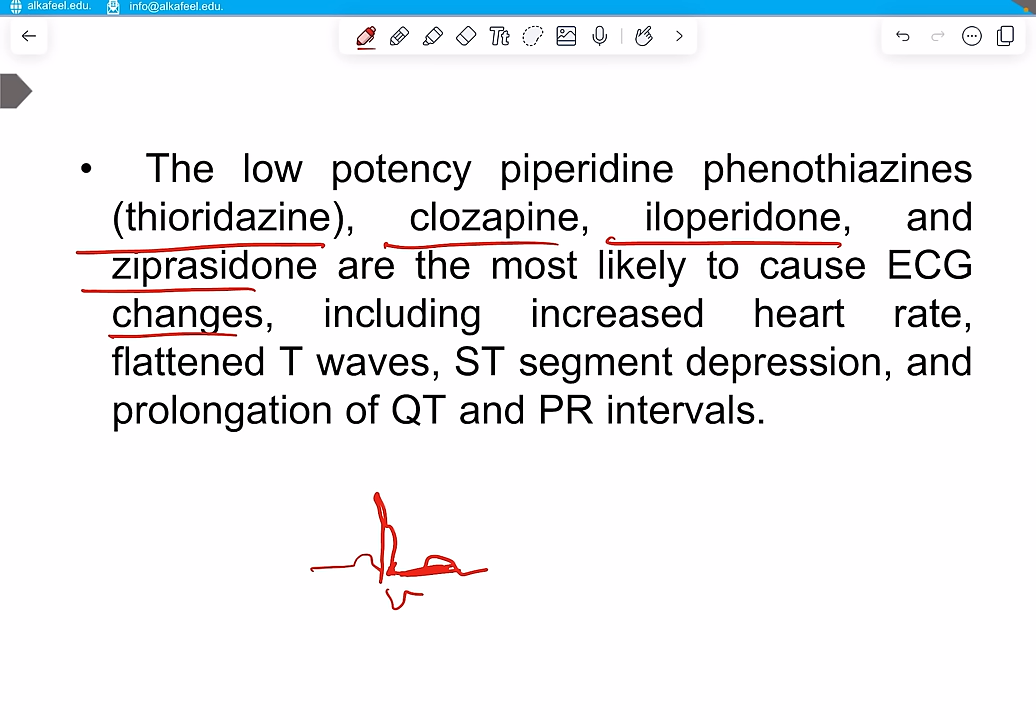 alkafeel.edu. info@alkafeel.edu.
Tt
• The low potency piperidine phenothiazines
(thioridazine), clozapine, iloperidone, and
ziprasidone are the most likely to cause ECG
changes, including increased heart rate,
flattened T waves, ST segment depression, and
prolongation of QT and PR intervals.